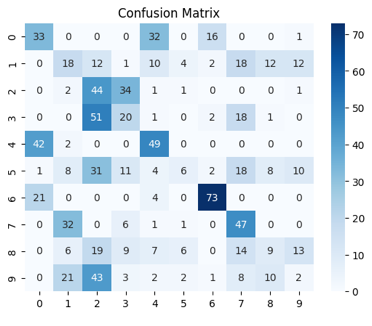 Confusion Matrix
0 33 0 0 0 32 0 16 0 0 1
1 0 18 12 1 10 4 2 18 12 12
2 0 2 44 34 1 1 0 0 0 1
3 0 0 51 20 1 0 2 18 1 0
4 42 2 0 0 49 0 0 0 0 0
5 1 8 31 11 4 6 2 18 8 10
6 21 0 0 0 4 0 73 0 0 0
7 0 32 0 6 1 1 0 47 0 0
8 0 6 19 9 7 6 0 14 9 13
9 0 21 43 3 2 2 1 8 10 2
0 1 2 3 4 5 6 7 8 9
70
60
50
40
30
20
10
0